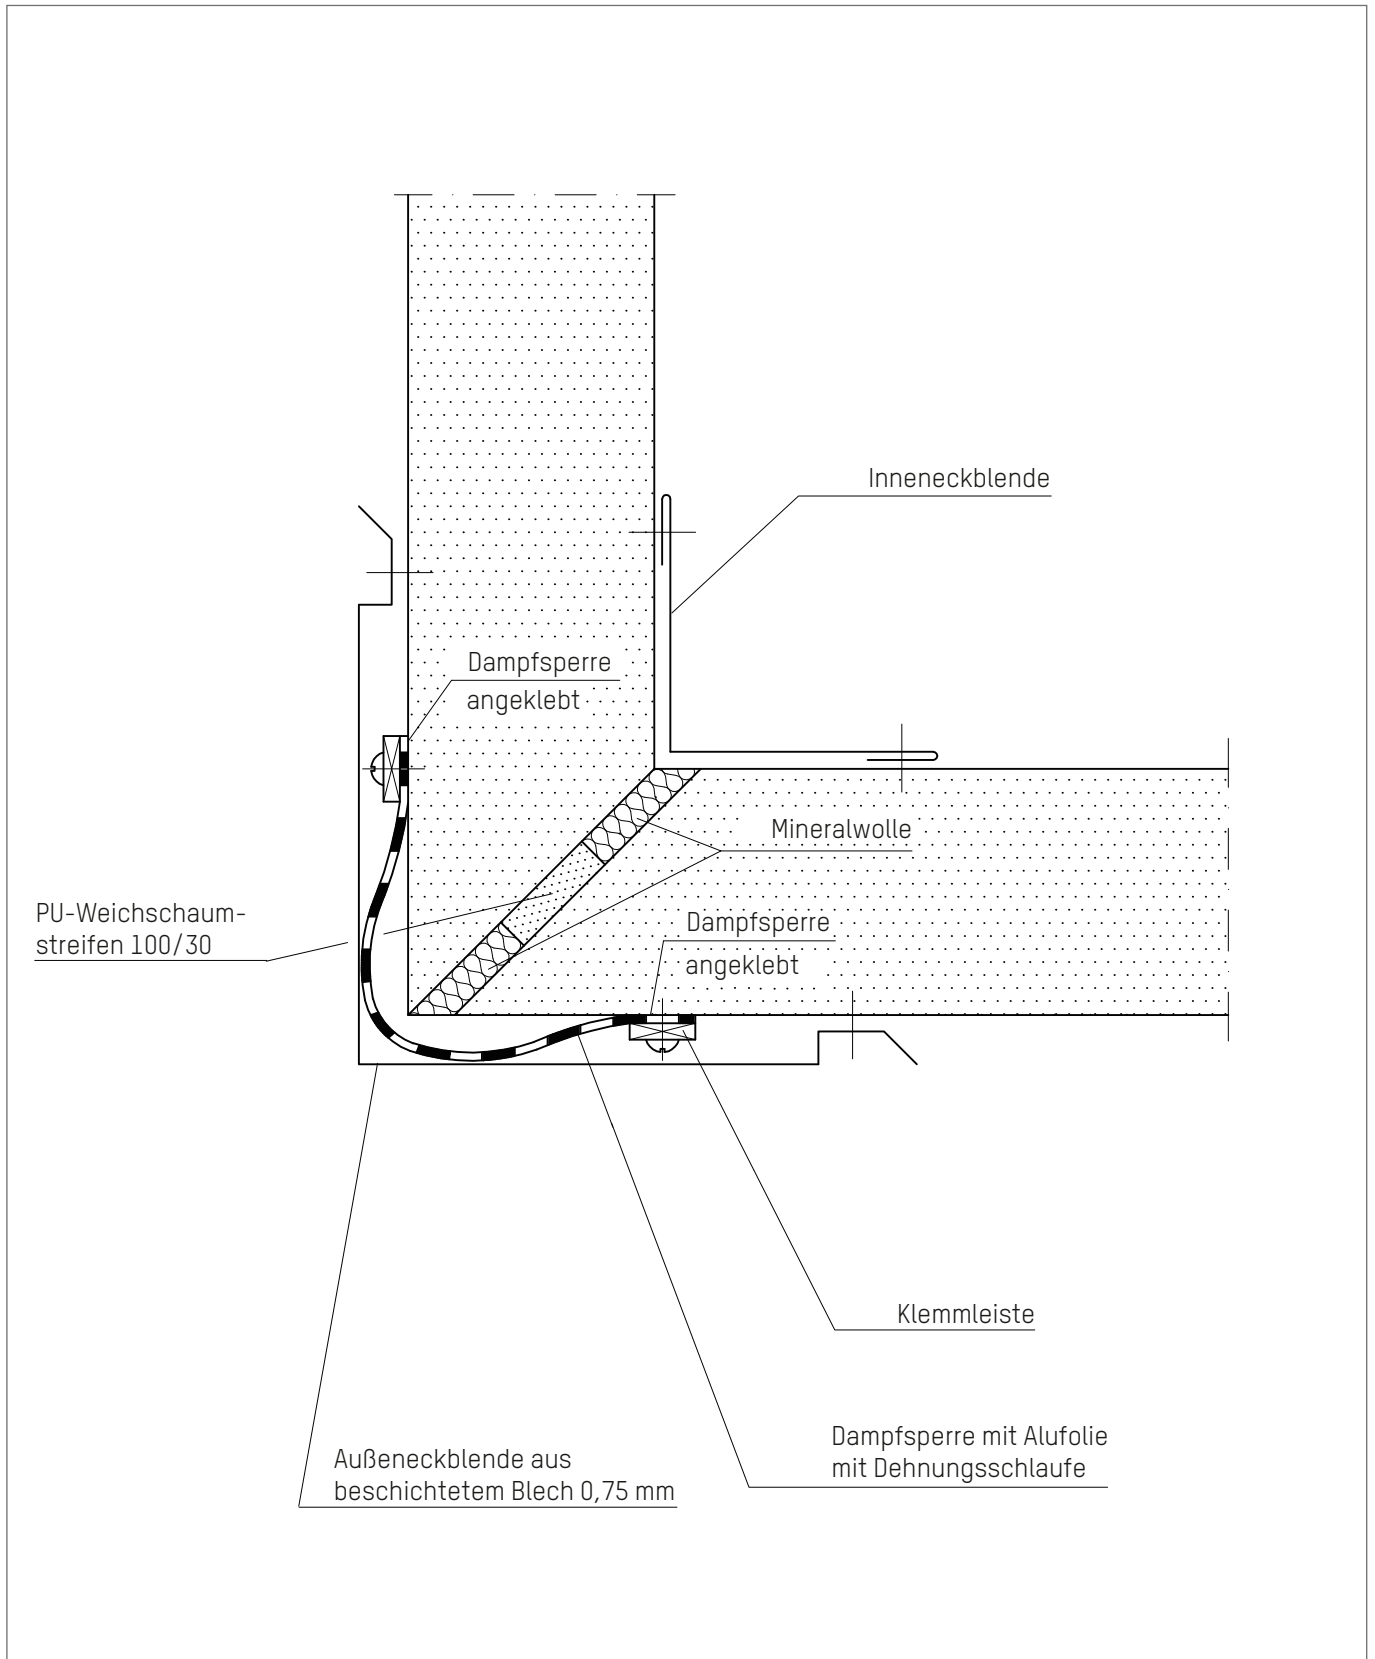 Inneneckblende
Dampfsperre
angeklebt
Mineralwolle
PU-Weichschaum-
streifen 100/30
Dampfsperre
angeklebt
Klemmleiste
Dampfsperre mit Alufolie
mit Dehnungsschlaufe
Außeneckblende aus
beschichtetem Blech 0,75 mm